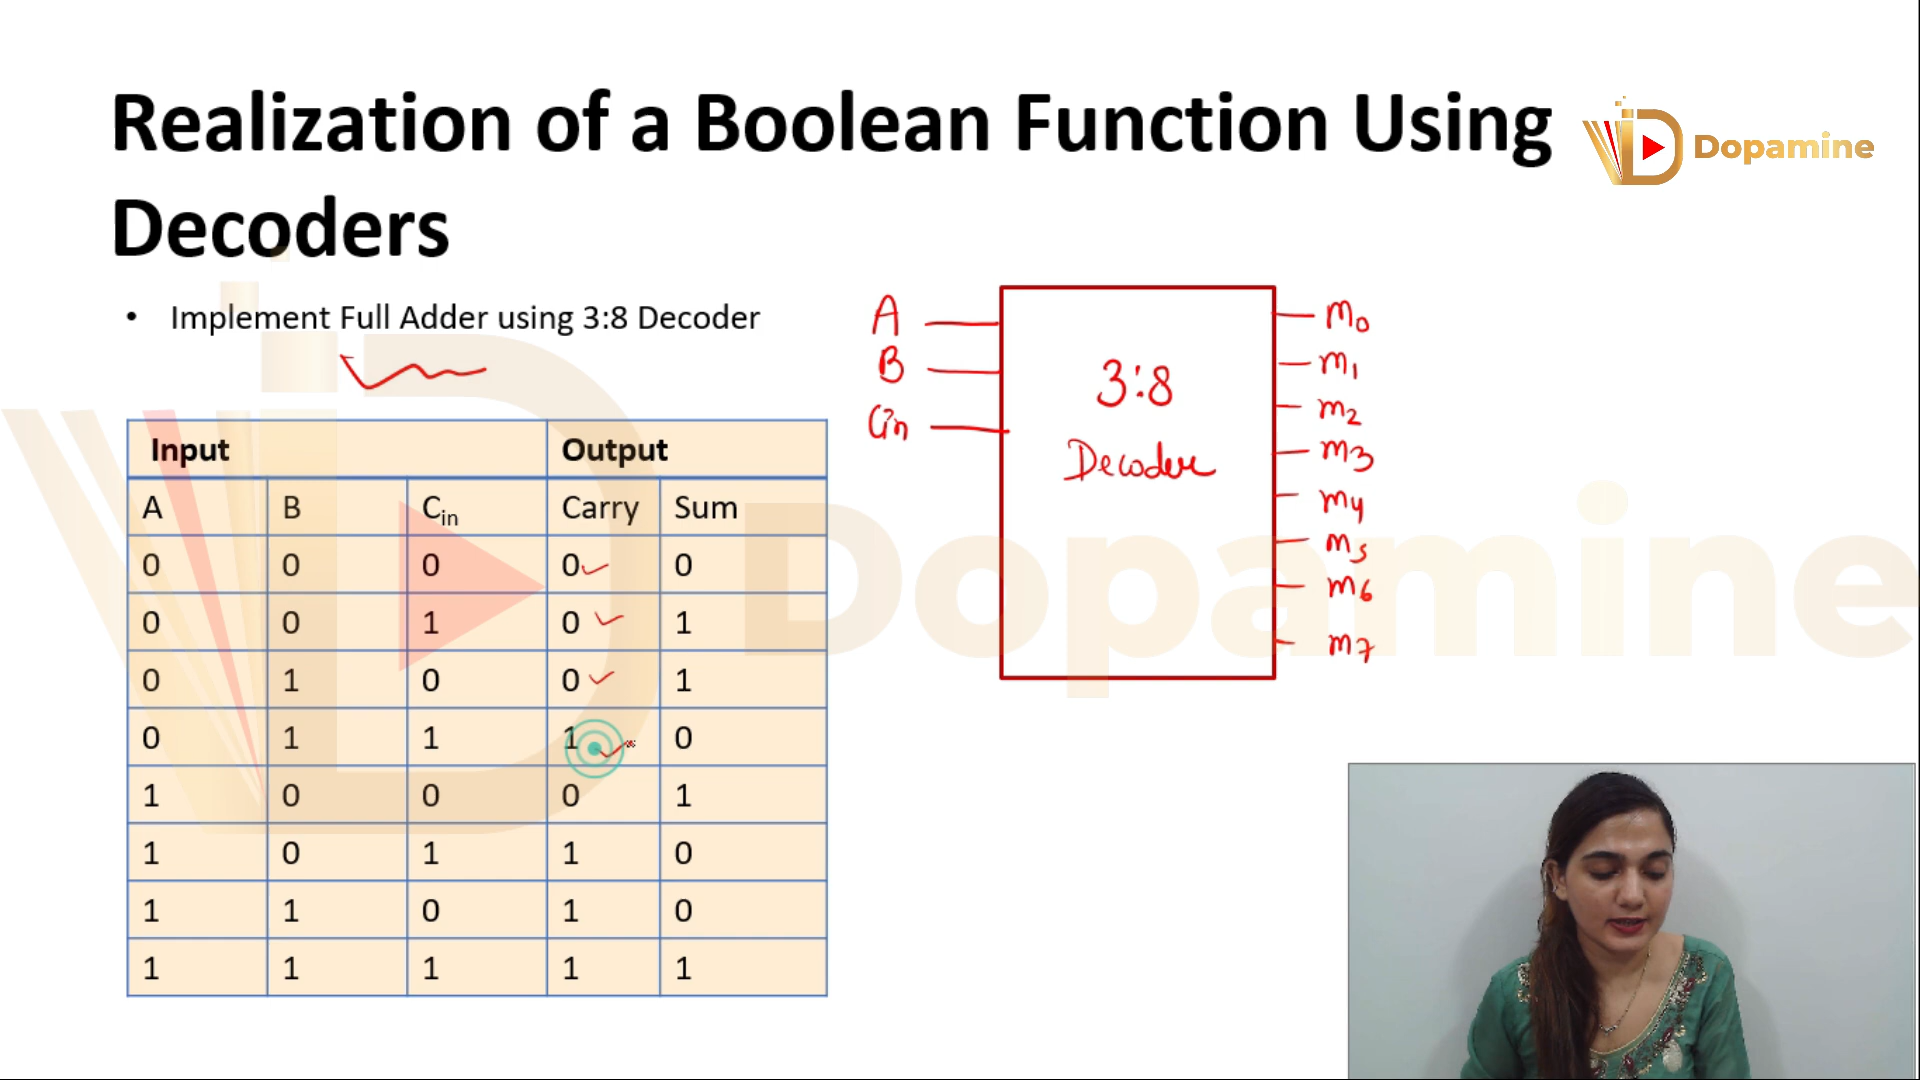 Realization of a Boolean Function Using
Decoders
Dopamine
• Implement Full Adder using 3:8 Decoder
Input Output
A B Cin Carry Sum
0 0 0 0 0
0 0 1 0 1
0 1 0 0 1
0 1 1 1 0
1 0 0 0 1
1 0 1 1 0
1 1 0 1 0
1 1 1 1 1
A
B
Cin
3:8
Decoder
m0
m1
m2
m3
m4
m5
m6
m7
Dopamine